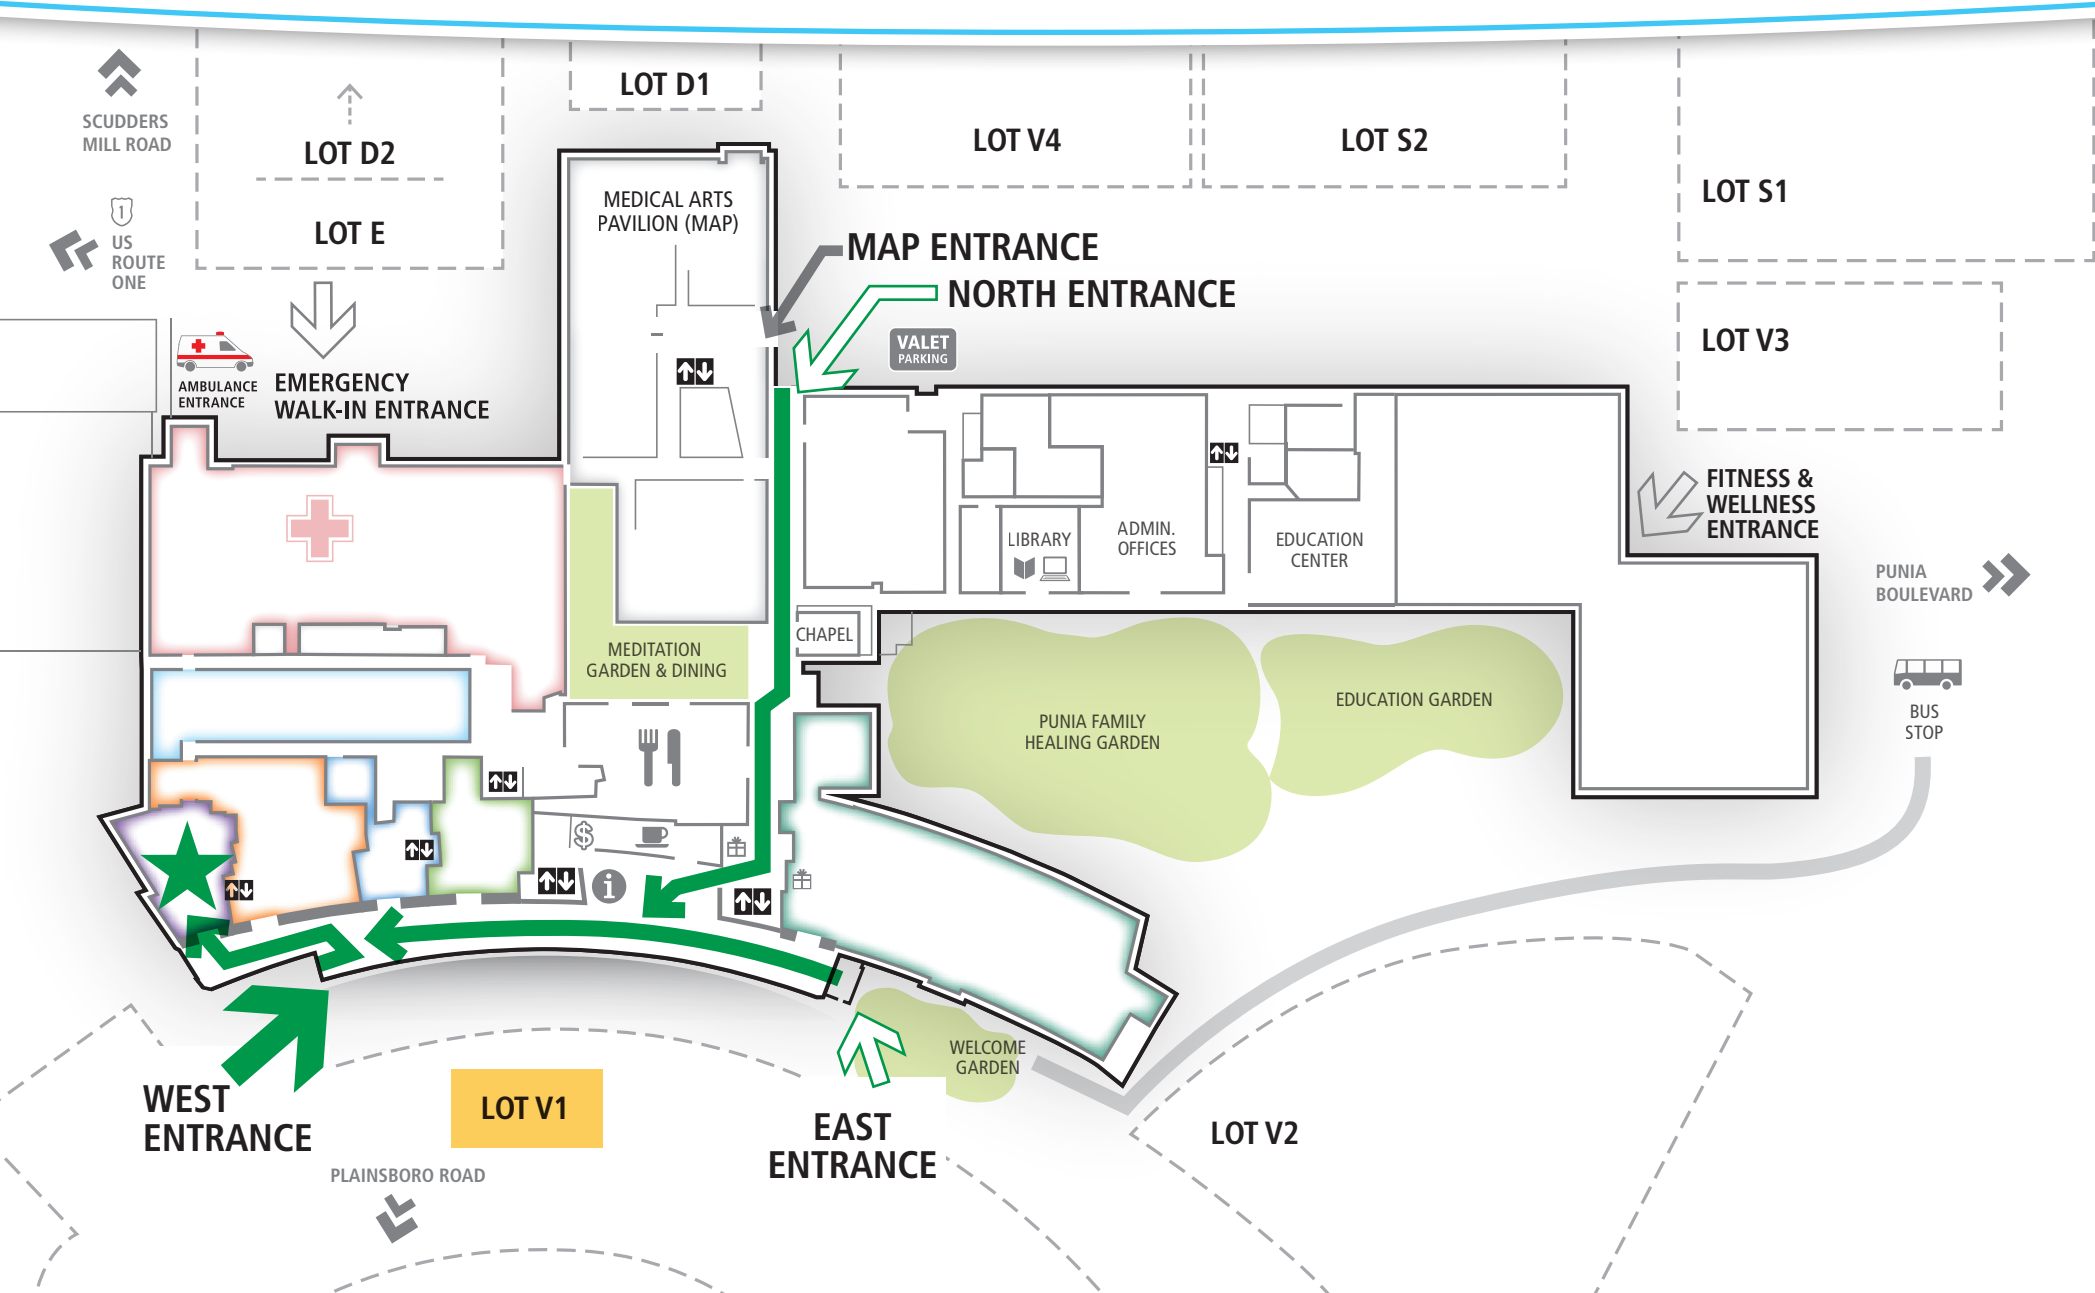 LOT D1
SCUDDERS
MILL ROAD
LOT D2
LOT V4
LOT S2
LOT S1
1
US
ROUTE
ONE
LOT E
MEDICAL ARTS
PAVILION (MAP)
MAP ENTRANCE
NORTH ENTRANCE
VALET
PARKING
LOT V3
AMBULANCE
ENTRANCE
EMERGENCY
WALK-IN ENTRANCE
FITNESS &
WELLNESS
ENTRANCE
LIBRARY
ADMIN.
OFFICES
EDUCATION
CENTER
PUNIA
BOULEVARD
CHAPEL
MEDITATION
GARDEN & DINING
PUNIA FAMILY
HEALING GARDEN
EDUCATION GARDEN
BUS
STOP
$
i
WELCOME
GARDEN
WEST
ENTRANCE
LOT V1
EAST
ENTRANCE
LOT V2
PLAINSBORO ROAD